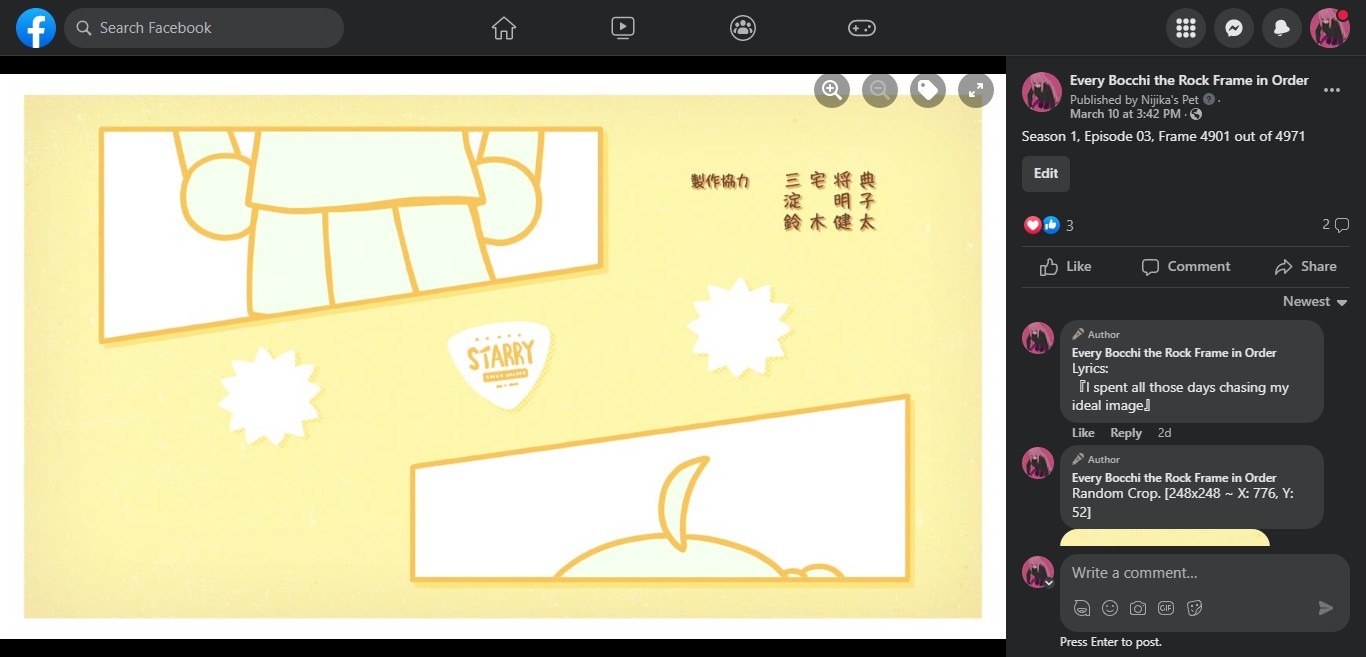 Search Facebook
製作協力 三宅将典
淀 明子
鈴木健太
STARRY
Every Bocchi the Rock Frame in Order
Published by Nijika's Pet ·
March 10 at 3:42 PM ·
Season 1, Episode 03, Frame 4901 out of 4971
Edit
3
2
Like
Comment
Share
Newest
Author
Every Bocchi the Rock Frame in Order
Lyrics:
『I spent all those days chasing my
ideal image』
Like Reply 2d
Author
Every Bocchi the Rock Frame in Order
Random Crop. [248x248 ~ X: 776, Y:
52]
Write a comment...
GIF
Press Enter to post.